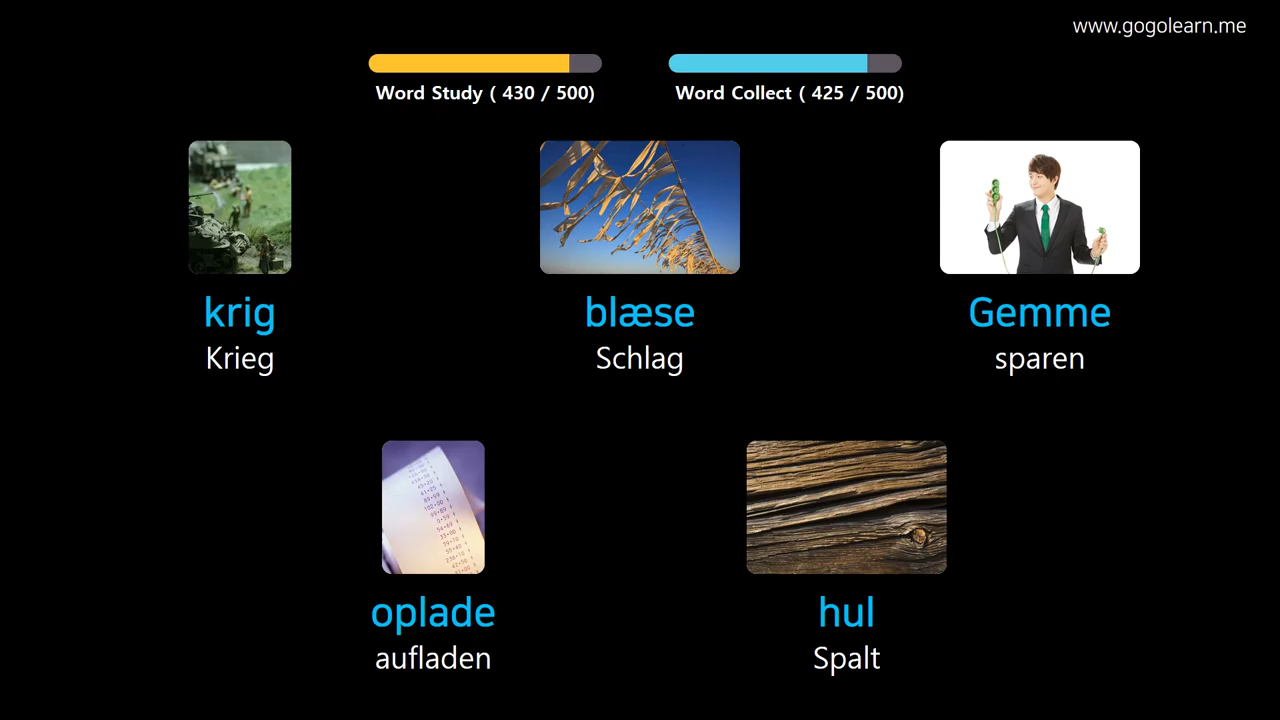 www.gogolearn.me
Word Study ( 430 / 500)
Word Collect ( 425 / 500)
krig
Krieg
blæse
Schlag
Gemme
sparen
oplade
aufladen
hul
Spalt